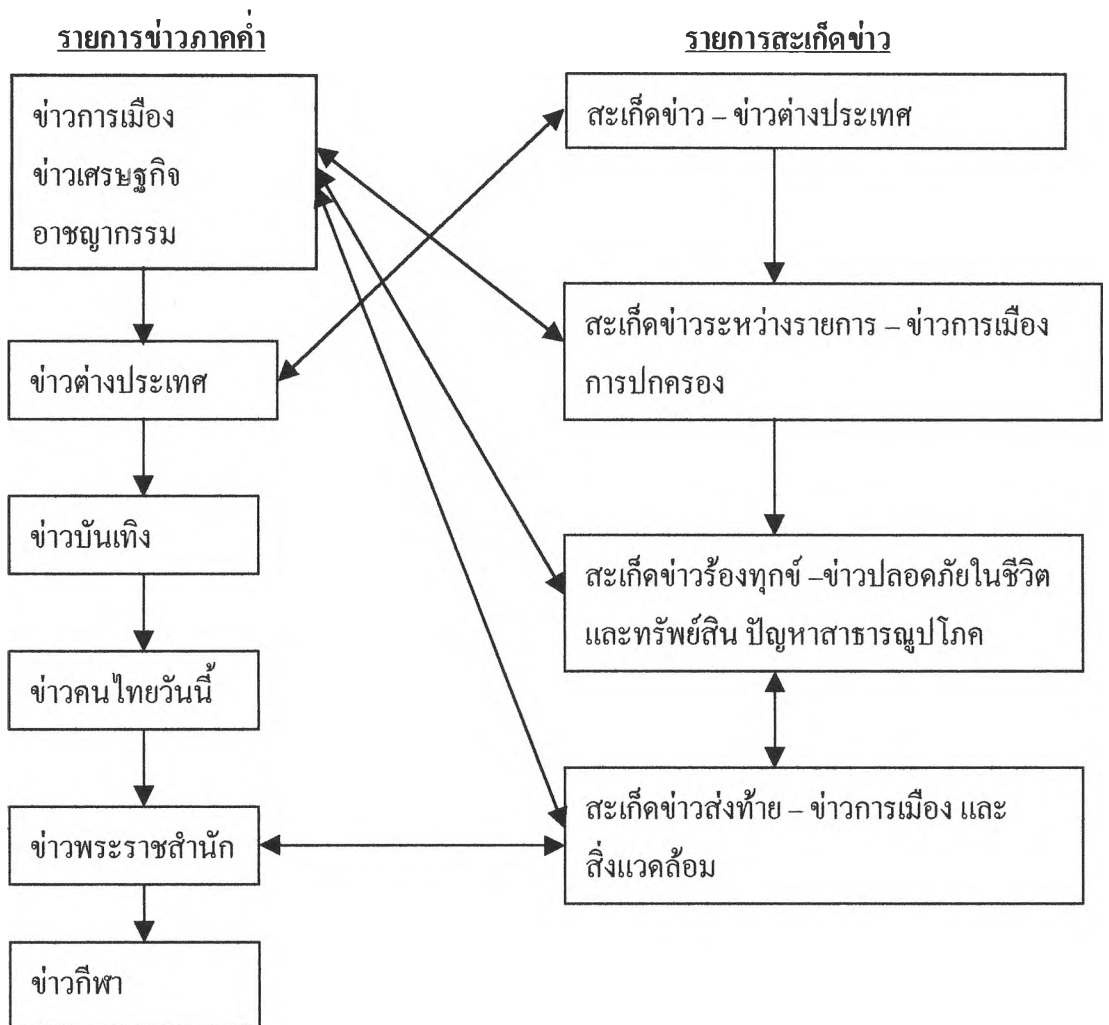 รายการข่าวภาคค่ำ
ข่าวการเมือง
ข่าวเศรษฐกิจ
อาชญากรรม
ข่าวต่างประเทศ
ข่าวบันเทิง
ข่าวคนไทยวันนี้
ข่าวพระราชสำนัก
ข่าวกีฬา
รายการสะเก็ดข่าว
สะเก็ดข่าว – ข่าวต่างประเทศ
สะเก็ดข่าวระหว่างรายการ – ข่าวการเมือง
การปกครอง
สะเก็ดข่าวร้องทุกข์ –ข่าวปลอดภัยในชีวิต
และทรัพย์สิน ปัญหาสาธารณูปโภค
สะเก็ดข่าวส่งท้าย – ข่าวการเมือง และ
สิ่งแวดล้อม